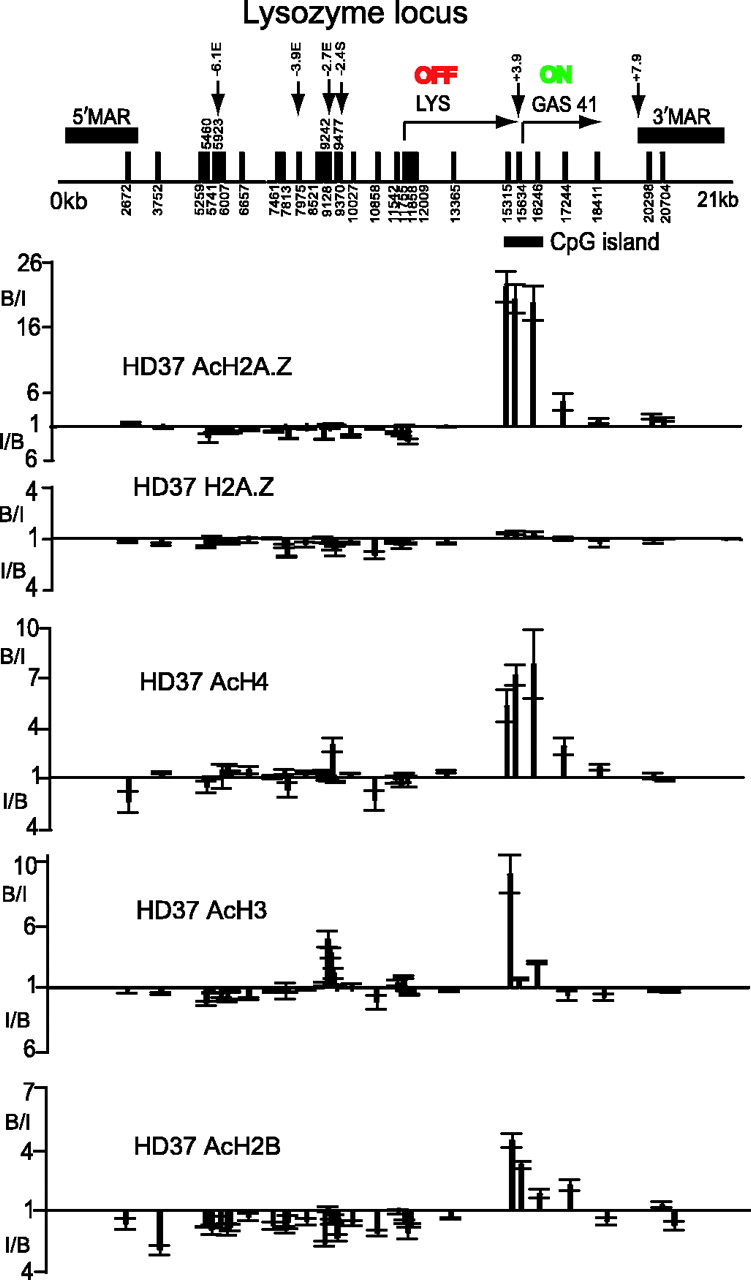 Lysozyme locus
-6.1E
-3.9E
-2.7E
-2.4S
+3.9
+7.9
OFF
ON
LYS
GAS 41
5'MAR
3'MAR
5460
5923
9242
9477
0kb
2672
3752
5259
5741
6007
6657
7461
7813
7975
8521
9128
9370
10027
10858
11542
11858
12009
13365
15315
15634
16246
17244
18411
20298
20704
21kb
CpG island
26
B/I
16
HD37 AcH2A.Z
6
1
I/B
6
HD37 H2A.Z
4
B/I
1
I/B
4
10
B/I
7
HD37 AcH4
4
1
I/B
4
10
B/I
HD37 AcH3
6
1
I/B
6
7
B/I
HD37 AcH2B
4
1
I/B
4